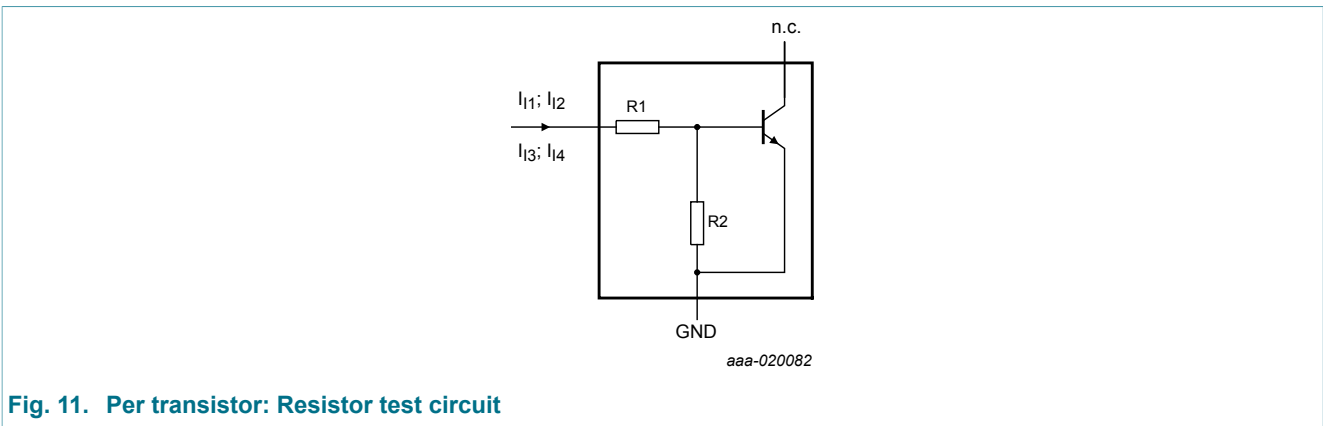 n.c.
I_I1; I_I2
R1
I_I3; I_I4
R2
GND
aaa-020082
Fig. 11. Per transistor: Resistor test circuit